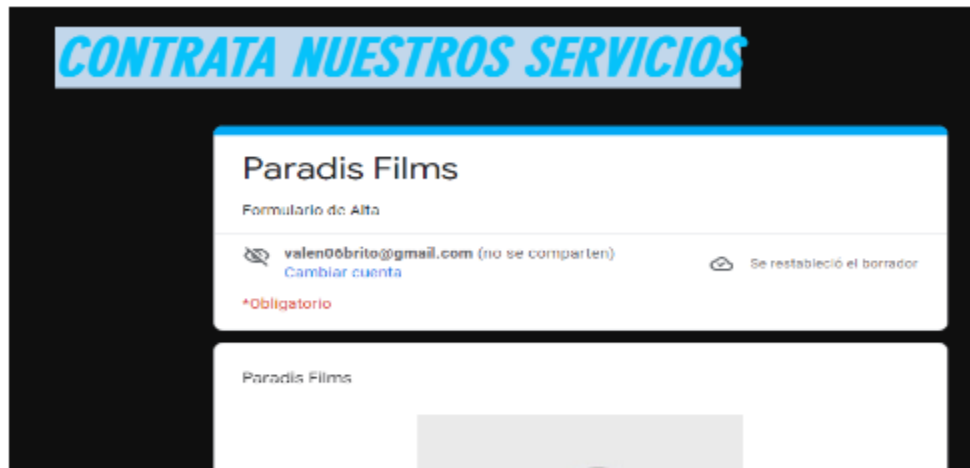 CONTRATA NUESTROS SERVICIOS
Paradis Films
Formulario de Alta
valen06brito@gmail.com (no se comparten)
Cambiar cuenta
Se restableció el borrador
*Obligatorio
Paradis Films